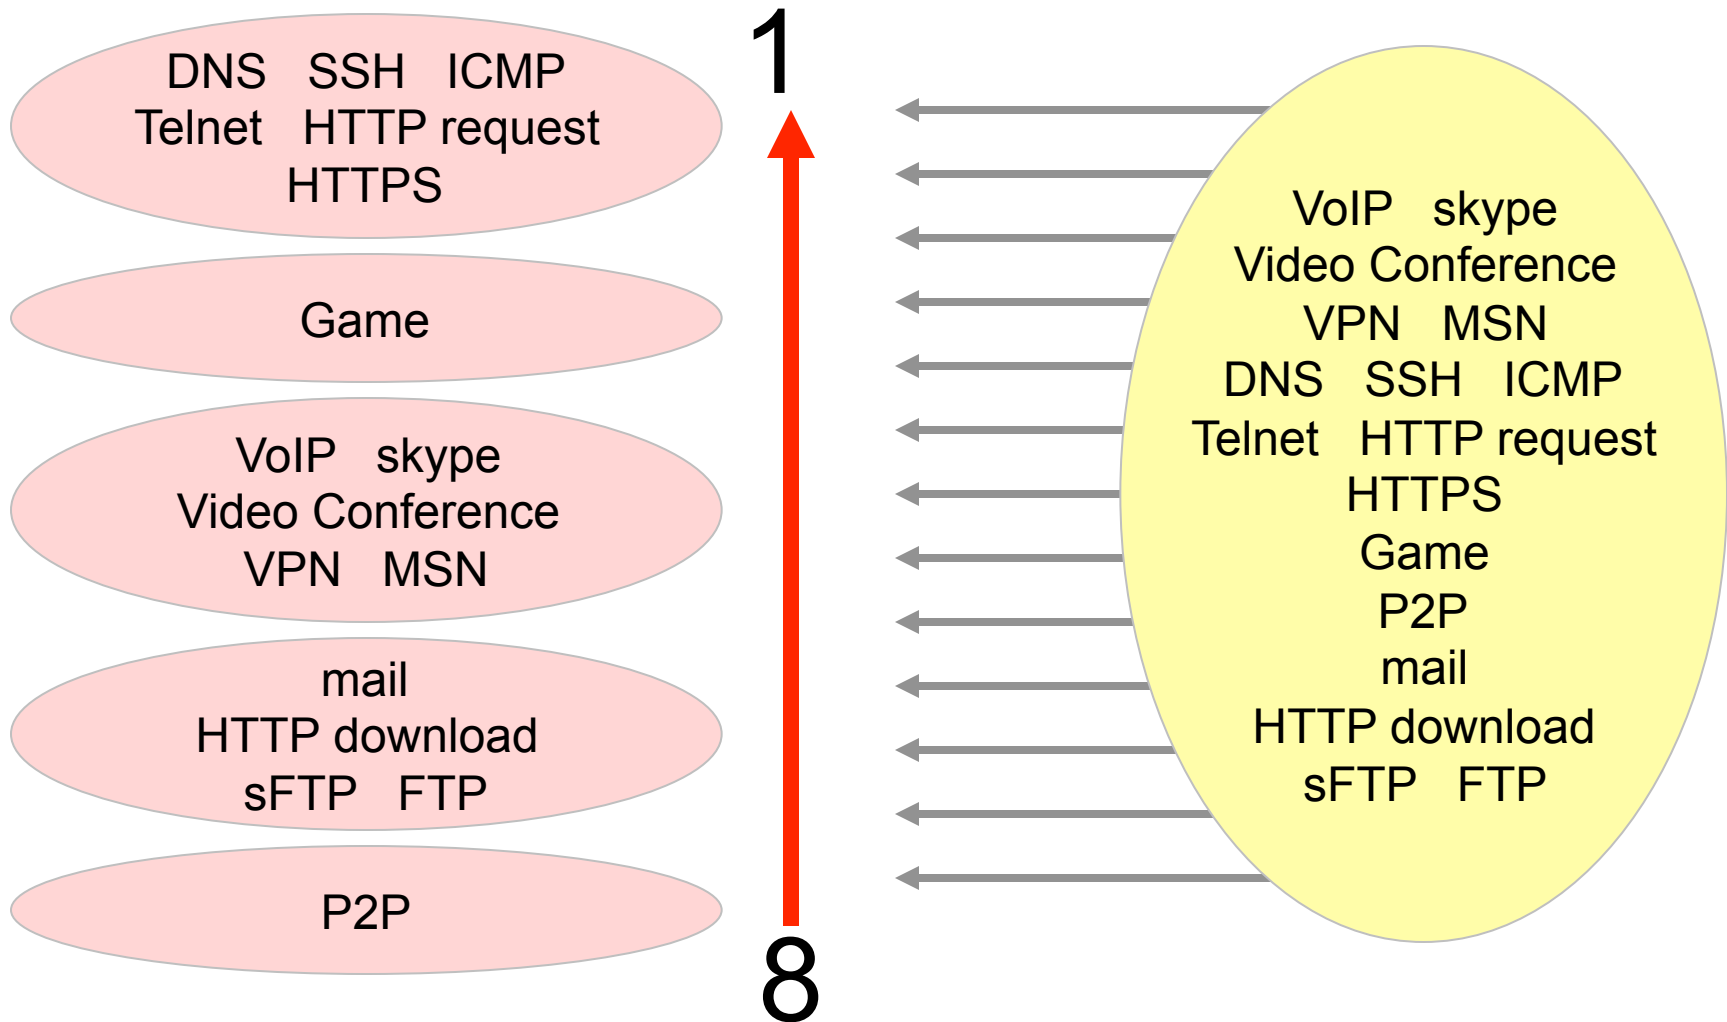 DNS SSH ICMP
Telnet HTTP request
HTTPS
Game
VoIP skype
Video Conference
VPN MSN
mail
HTTP download
sFTP FTP
P2P
1
8
VoIP skype
Video Conference
VPN MSN
DNS SSH ICMP
Telnet HTTP request
HTTPS
Game
P2P
mail
HTTP download
sFTP FTP